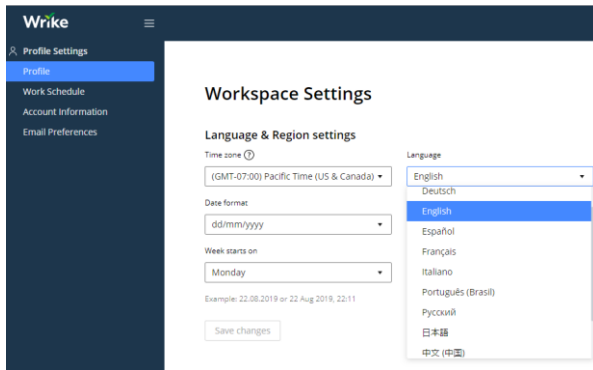 Wrike
Profile Settings
Profile
Work Schedule
Account Information
Email Preferences
Workspace Settings
Language & Region settings
Time zone ?
(GMT-07:00) Pacific Time (US & Canada)
Date format
dd/mm/yyyy
Week starts on
Monday
Example: 22.08.2019 or 22 Aug 2019, 22:11
Save changes
Language
English
Deutsch
English
Español
Français
Italiano
Português (Brasil)
Русский
日本語
中文 (中国)